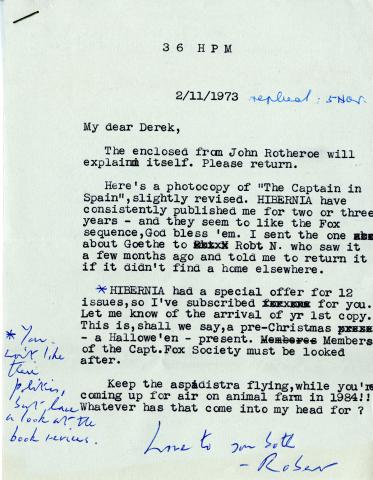 36 HPM
2/11/1973 replied: 5 Nov.
My dear Derek,
The enclosed from John Rotheroe will
explain itself. Please return.
Here's a photocopy of "The Captain in
Spain",slightly revised. HIBERNIA have
consistently published me for two or three
years - and they seem to like the Fox
sequence,God bless 'em. I sent the one
about Goethe to Robt N. who saw it
a few months ago and told me to return it
if it didn't find a home elsewhere.
*HIBERNIA had a special offer for 12
issues,so I've subscribed for you.
Let me know of the arrival of yr 1st copy.
This is,shall we say,a pre-Christmas
- a Hallowe'en - present. Memberes Members
of the Capt.Fox Society must be looked
after.
* You
won't like
their
politics,
but have
a look at the
book reviews.
Keep the aspidistra flying,while you're
coming up for air on animal farm in 1984!!
Whatever has that come into my head for ?
Love to you both
- Robert